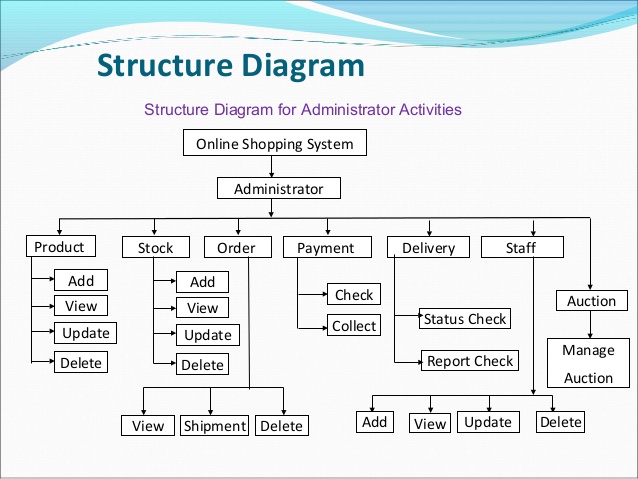 Structure Diagram
Structure Diagram for Administrator Activities
Online Shopping System
Administrator
Product
Stock
Order
Payment
Delivery
Staff
Auction
Add
View
Update
Delete
Add
View
Update
Delete
Check
Collect
Status Check
Report Check
Manage
Auction
View
Shipment
Delete
Add
View
Update
Delete